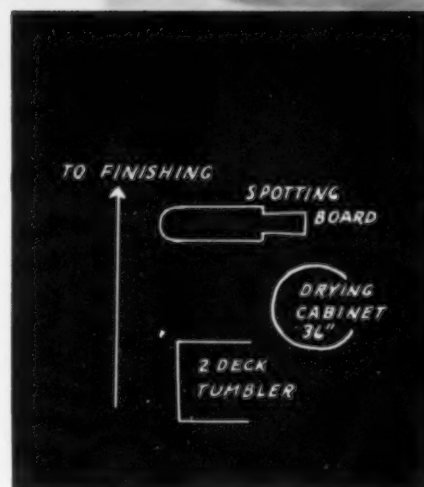 TO FINISHING
SPOTTING
BOARD
DRYING
CABINET
36"
2 DECK
TUMBLER